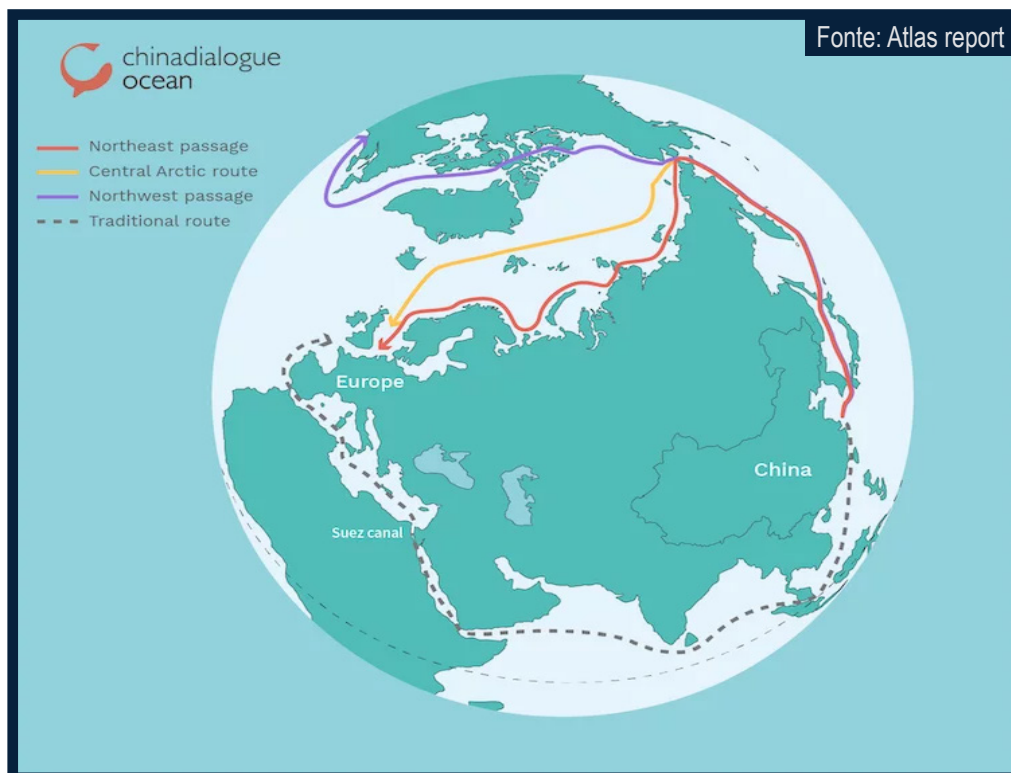 Fonte: Atlas report
chinadialogue
ocean
Northeast passage
Central Arctic route
Northwest passage
Traditional route
Europe
China
Suez canal